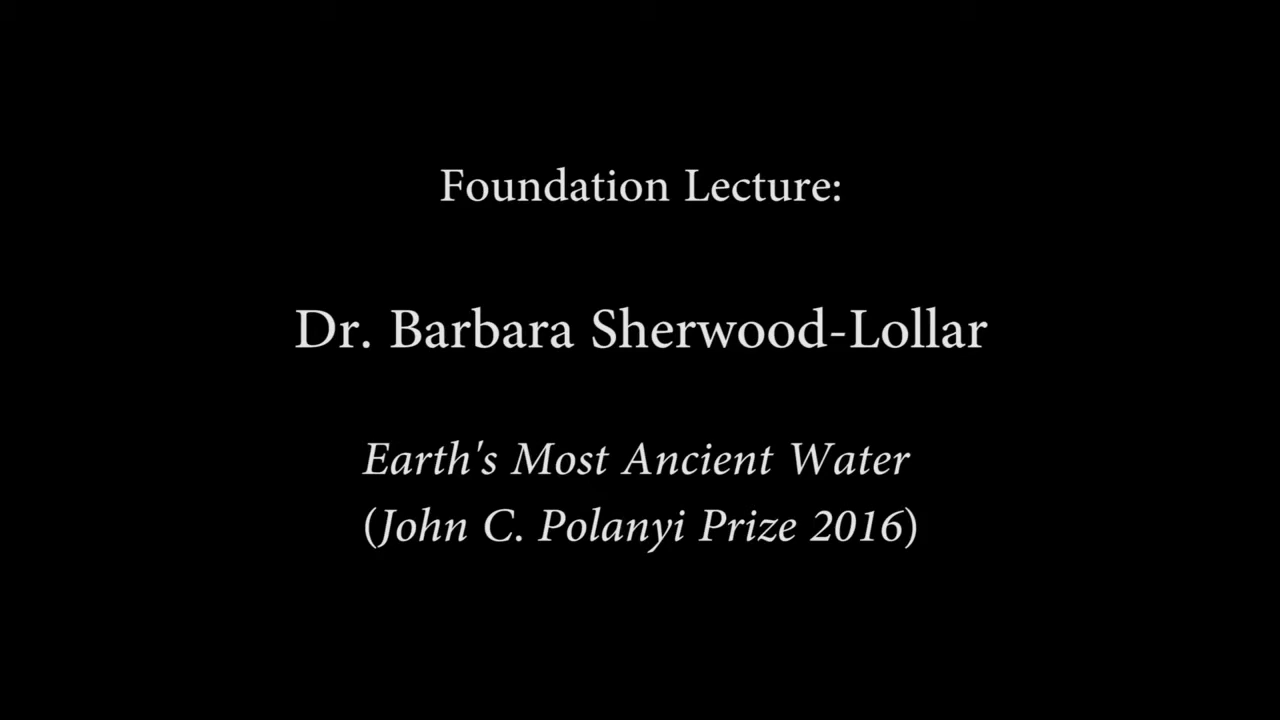 Foundation Lecture:
Dr. Barbara Sherwood-Lollar
Earth's Most Ancient Water
(John C. Polanyi Prize 2016)